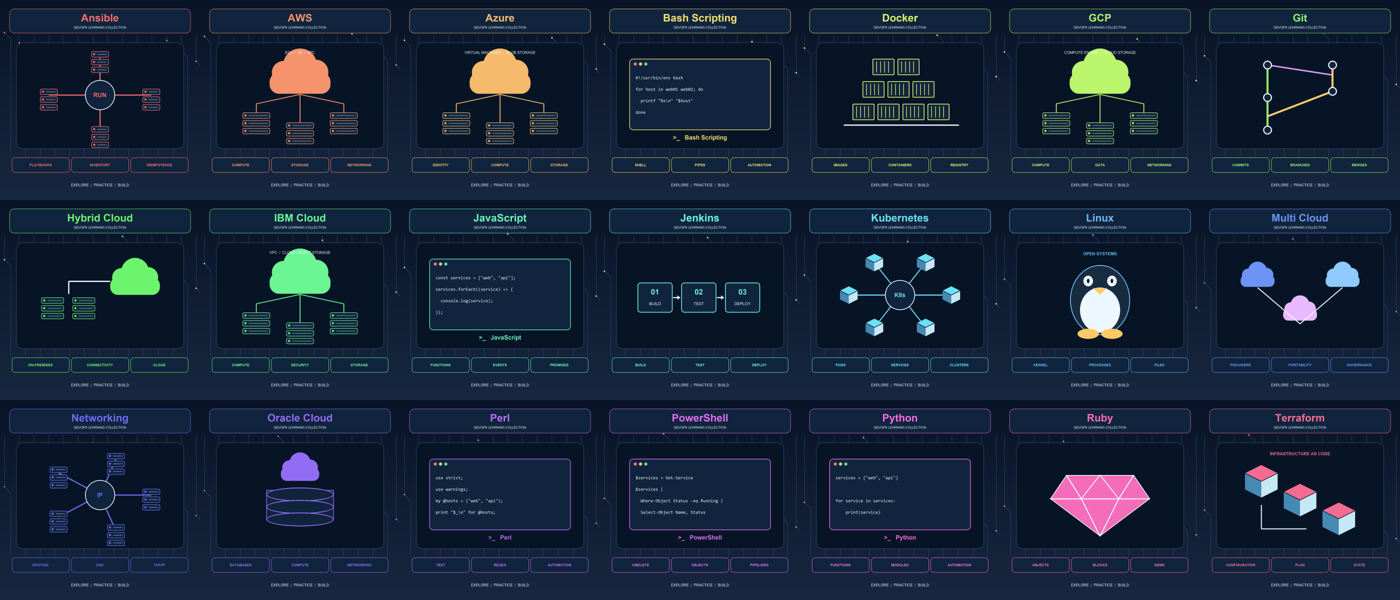 Ansible
DEVOPS LEARNING COLLECTION
RUN
PLAYBOOKS
INVENTORY
IDEMPOTENCE
EXPLORE | PRACTICE | BUILD
AWS
DEVOPS LEARNING COLLECTION
COMPUTE
STORAGE
NETWORKING
EXPLORE | PRACTICE | BUILD
Azure
DEVOPS LEARNING COLLECTION
VIRTUAL STORAGE
IDENTITY
COMPUTE
STORAGE
EXPLORE | PRACTICE | BUILD
Bash Scripting
DEVOPS LEARNING COLLECTION
#!/usr/bin/env bash
for host in web01 web02; do
printf "%s\n" "$host"
done
>_ Bash Scripting
SHELL
PIPES
AUTOMATION
EXPLORE | PRACTICE | BUILD
Docker
DEVOPS LEARNING COLLECTION
IMAGES
CONTAINERS
REGISTRY
EXPLORE | PRACTICE | BUILD
GCP
DEVOPS LEARNING COLLECTION
COMPUTE STORAGE
COMPUTE
DATA
NETWORKING
EXPLORE | PRACTICE | BUILD
Git
DEVOPS LEARNING COLLECTION
COMMITS
BRANCHES
MERGES
EXPLORE | PRACTICE | BUILD
Hybrid Cloud
DEVOPS LEARNING COLLECTION
ON-PREMISES
CONNECTIVITY
CLOUD
EXPLORE | PRACTICE | BUILD
IBM Cloud
DEVOPS LEARNING COLLECTION
VPC / STORAGE
COMPUTE
SECURITY
STORAGE
EXPLORE | PRACTICE | BUILD
JavaScript
DEVOPS LEARNING COLLECTION
const services = ["web", "api"];
services.forEach((service) => {
console.log(service);
});
>_ JavaScript
FUNCTIONS
EVENTS
PROMISES
EXPLORE | PRACTICE | BUILD
Jenkins
DEVOPS LEARNING COLLECTION
01
BUILD
02
TEST
03
DEPLOY
BUILD
TEST
DEPLOY
EXPLORE | PRACTICE | BUILD
Kubernetes
DEVOPS LEARNING COLLECTION
K8s
PODS
SERVICES
CLUSTERS
EXPLORE | PRACTICE | BUILD
Linux
DEVOPS LEARNING COLLECTION
OPEN SYSTEMS
KERNEL
PROCESSES
FILES
EXPLORE | PRACTICE | BUILD
Multi Cloud
DEVOPS LEARNING COLLECTION
PROVIDERS
PORTABILITY
GOVERNANCE
EXPLORE | PRACTICE | BUILD
Networking
DEVOPS LEARNING COLLECTION
IP
ROUTING
DNS
TCP/IP
EXPLORE | PRACTICE | BUILD
Oracle Cloud
DEVOPS LEARNING COLLECTION
DATABASES
COMPUTE
NETWORKING
EXPLORE | PRACTICE | BUILD
Perl
DEVOPS LEARNING COLLECTION
use strict;
use warnings;
my @hosts = ("web", "api");
print "$_\n" for @hosts;
>_ Perl
TEXT
REGEX
AUTOMATION
EXPLORE | PRACTICE | BUILD
PowerShell
DEVOPS LEARNING COLLECTION
$services = Get-Service
$services |
Where-Object Status -eq Running |
Select-Object Name, Status
>_ PowerShell
CMDLETS
OBJECTS
PIPELINES
EXPLORE | PRACTICE | BUILD
Python
DEVOPS LEARNING COLLECTION
services = ["web", "api"]
for service in services:
print(service)
>_ Python
FUNCTIONS
MODULES
AUTOMATION
EXPLORE | PRACTICE | BUILD
Ruby
DEVOPS LEARNING COLLECTION
OBJECTS
BLOCKS
GEMS
EXPLORE | PRACTICE | BUILD
Terraform
DEVOPS LEARNING COLLECTION
INFRASTRUCTURE AS CODE
CONFIGURATION
PLAN
STATE
EXPLORE | PRACTICE | BUILD